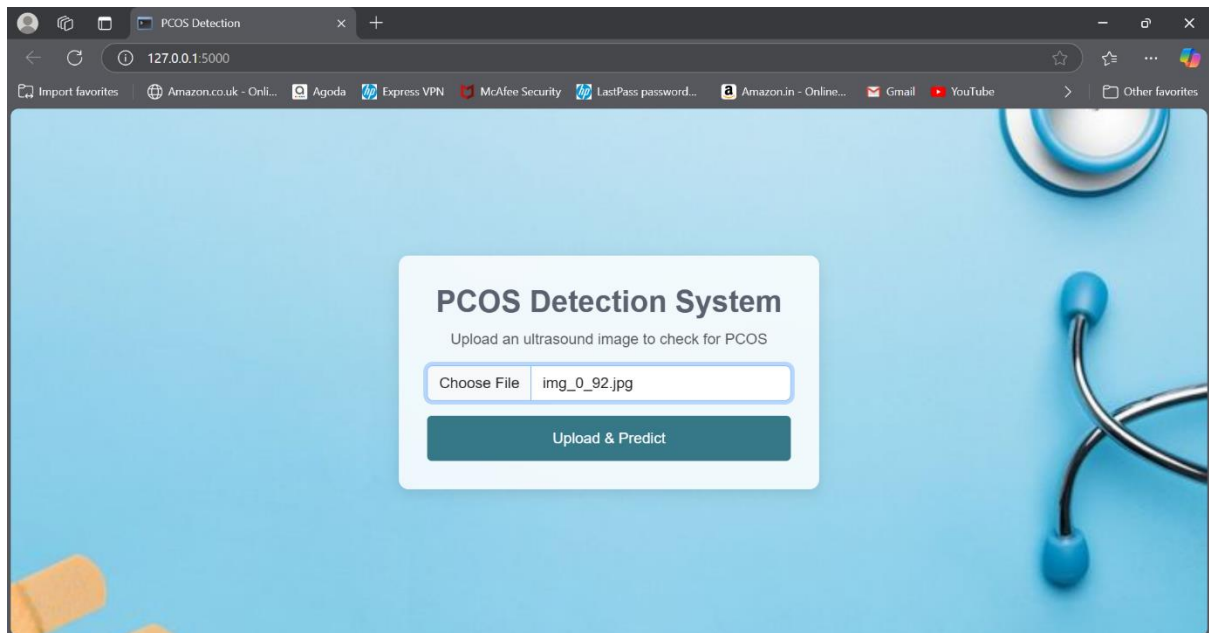 PCOS Detection
127.0.0.1:5000
Import favorites Amazon.co.uk - Onli... Agoda Express VPN McAfee Security LastPass password... Amazon.in - Online... Gmail YouTube Other favorites
PCOS Detection System
Upload an ultrasound image to check for PCOS
Choose File img_0_92.jpg
Upload & Predict